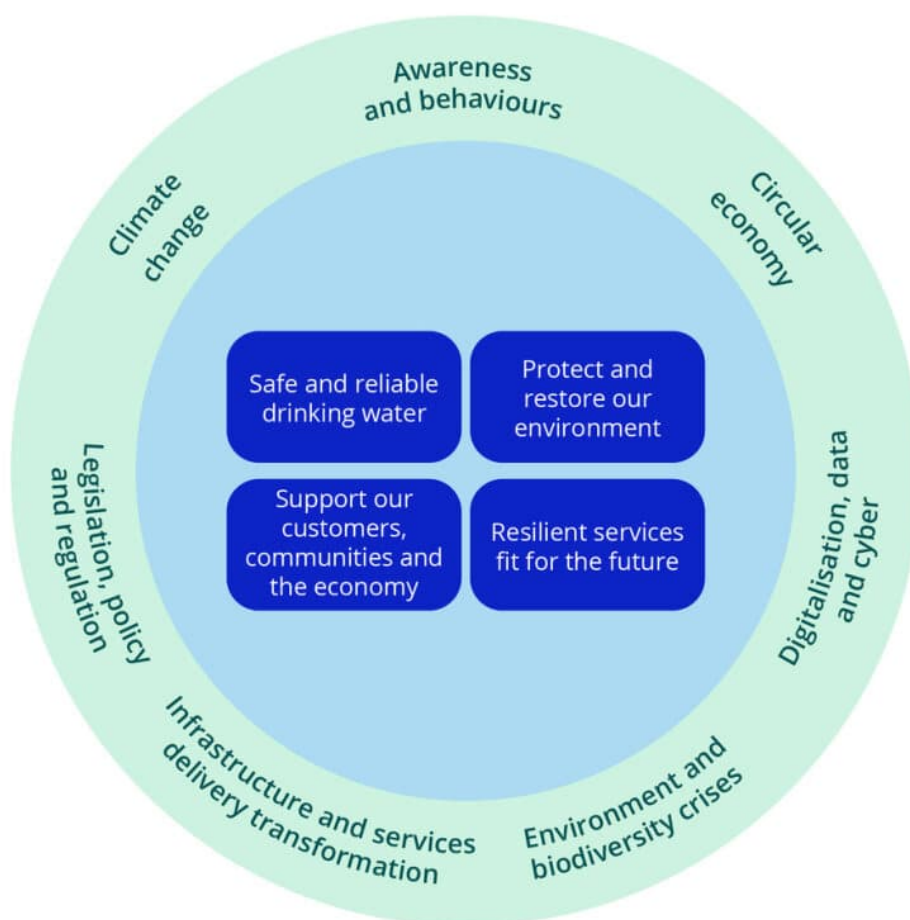 Awareness
and behaviours
Circular
economy
Digitalisation, data
and cyber
Environment and
biodiversity crises
Infrastructure and services
delivery transformation
Legislation, policy
and regulation
Climate
change
Safe and reliable
drinking water
Protect and
restore our
environment
Support our
customers,
communities and
the economy
Resilient services
fit for the future